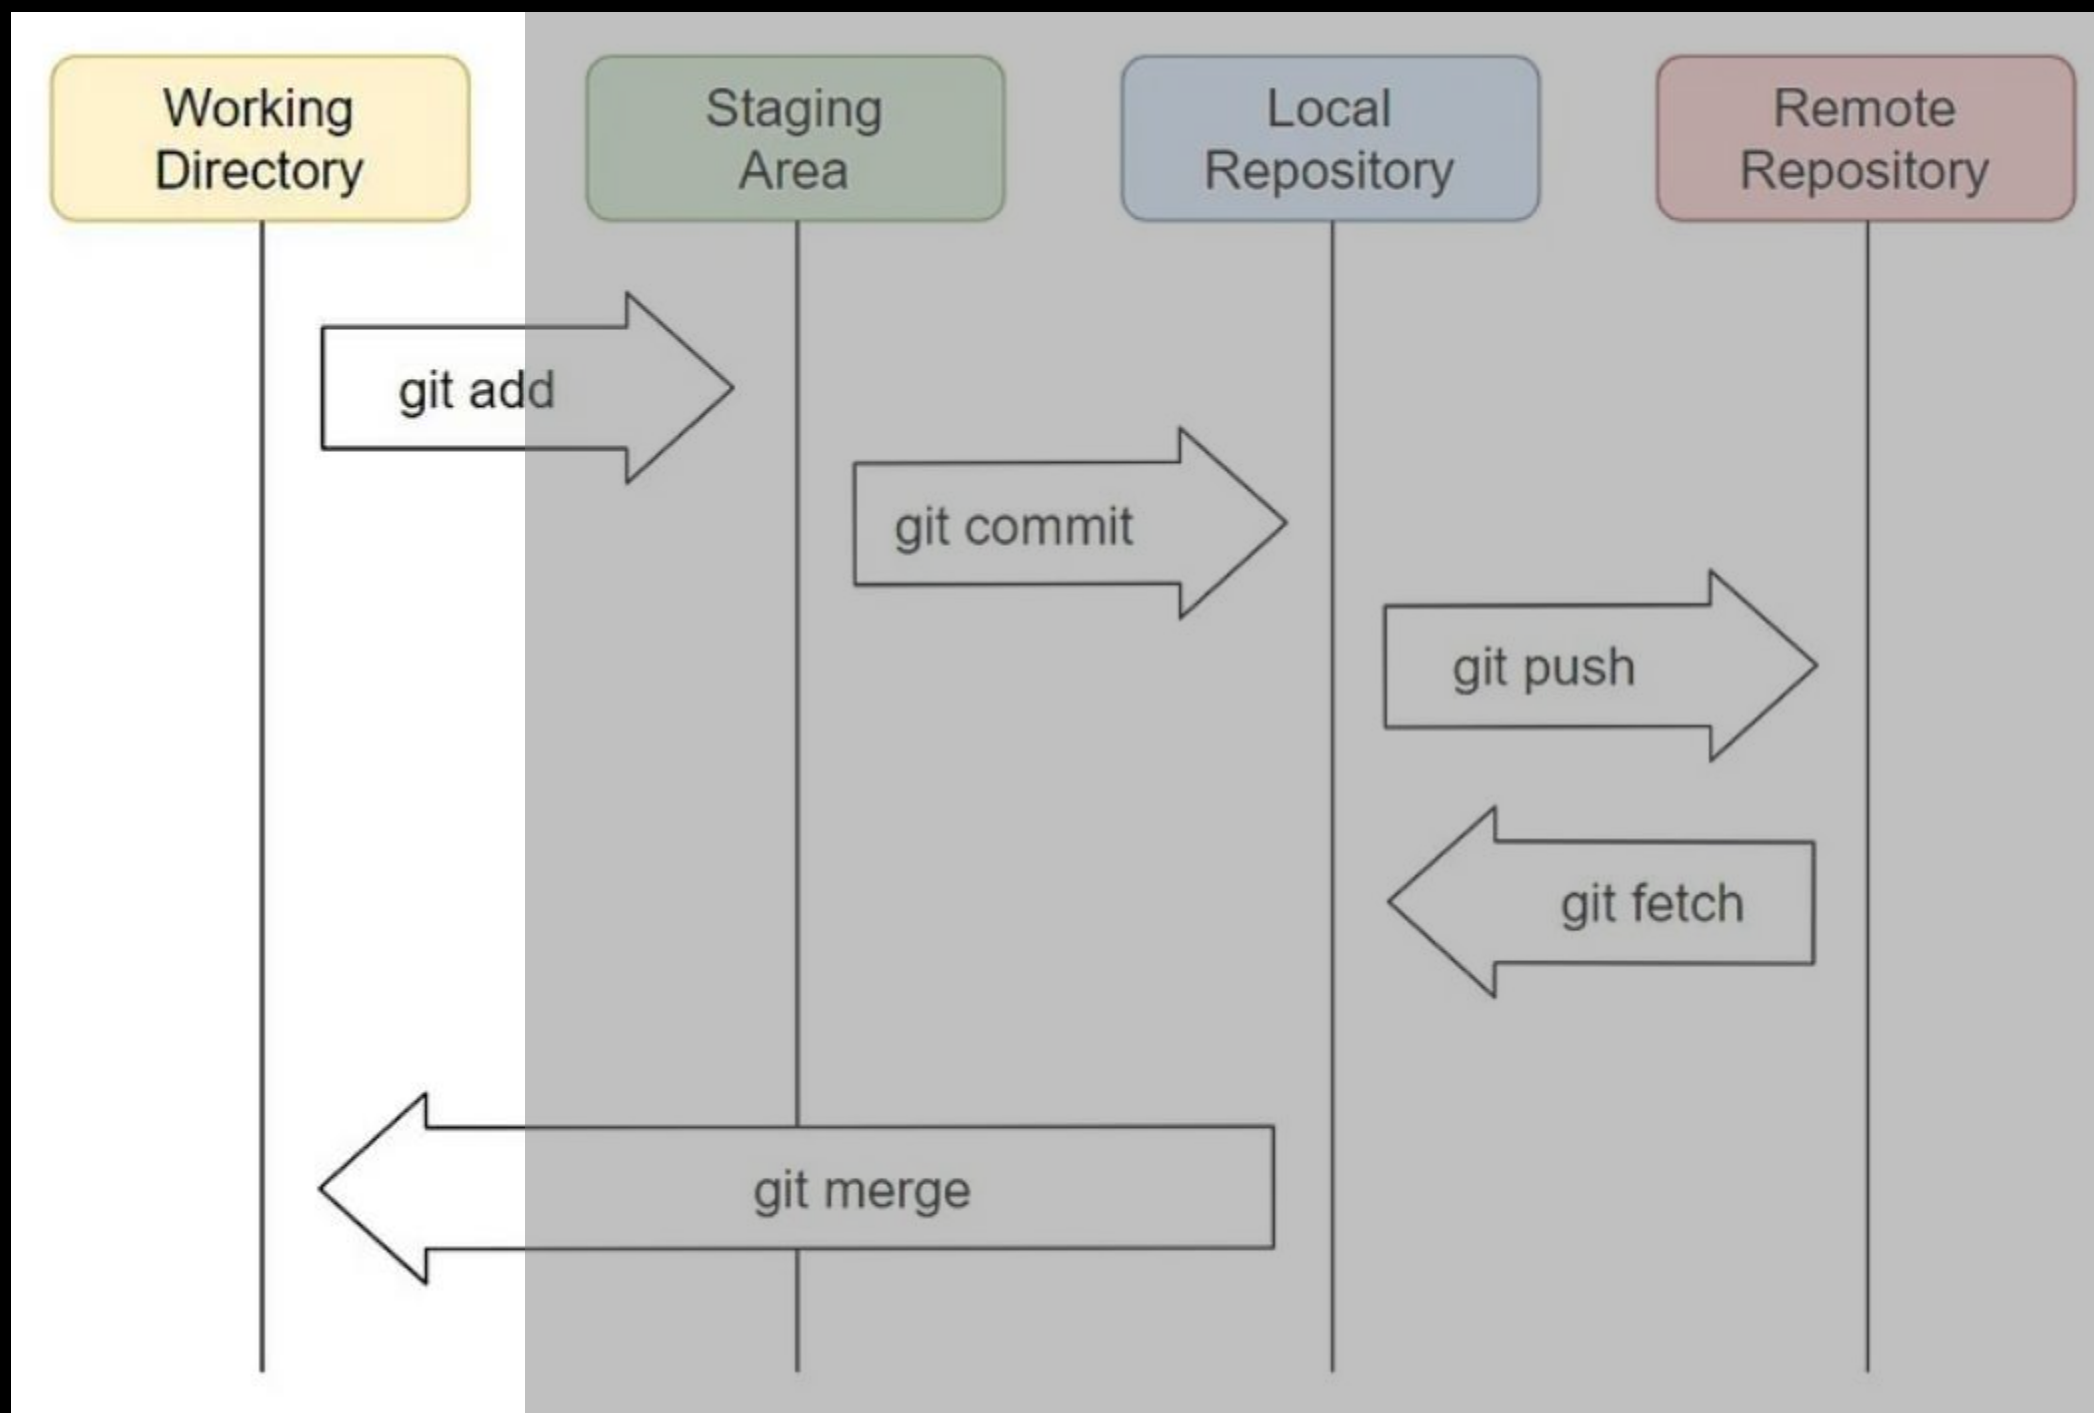 Working
Directory
Staging
Area
Local
Repository
Remote
Repository
git add
git commit
git push
git fetch
git merge